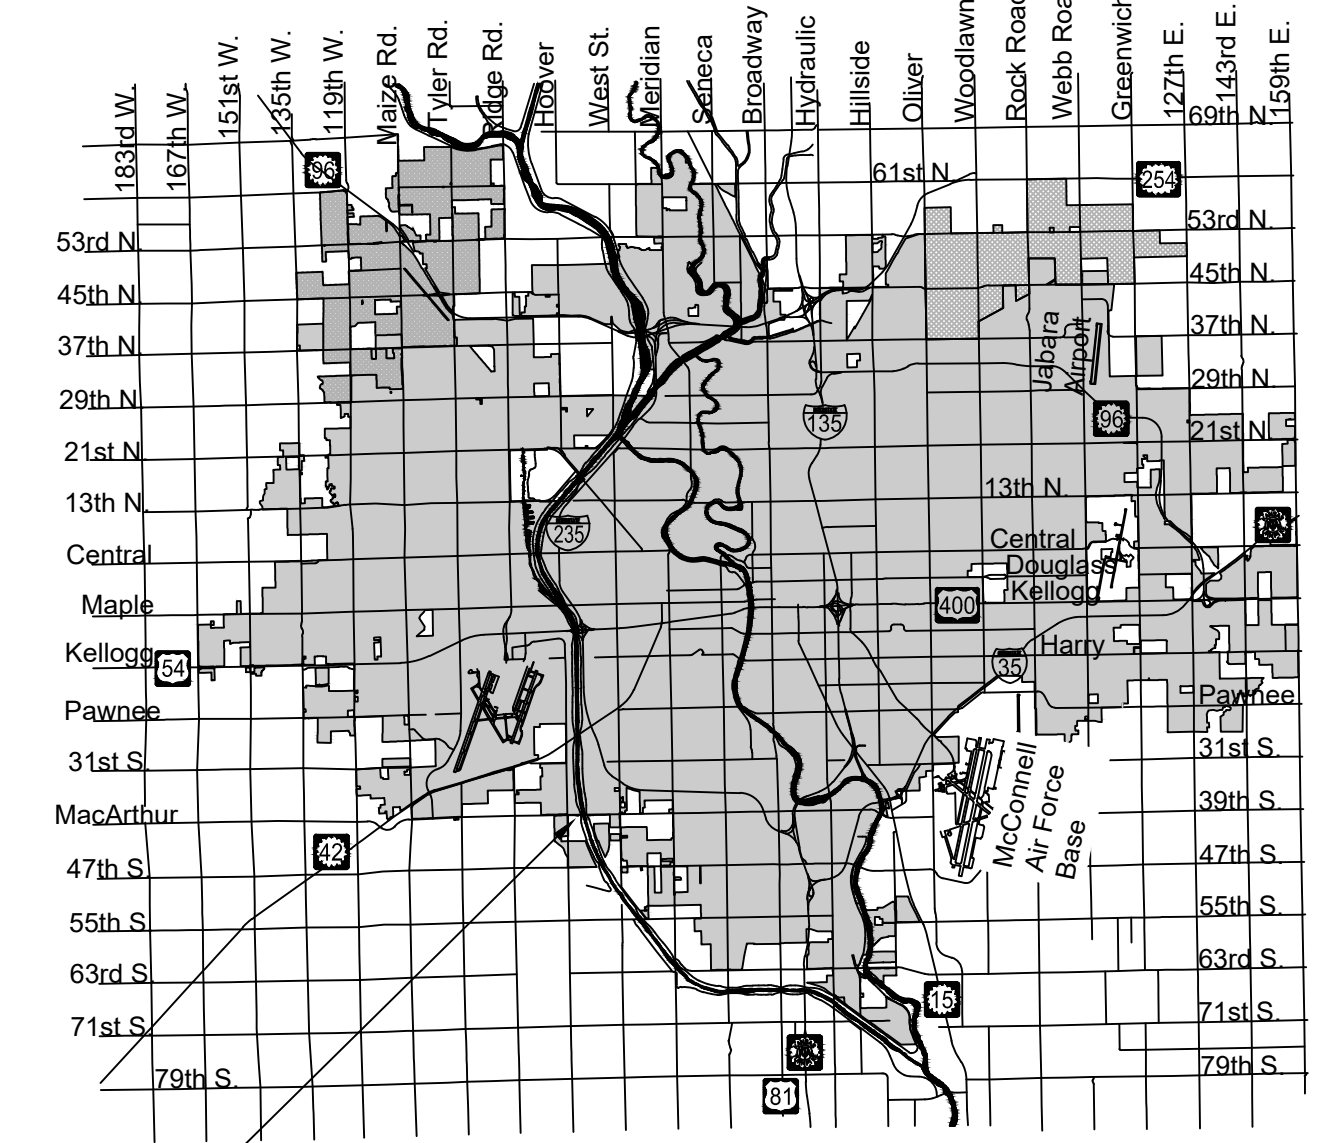 183rd W.
167th W.
151st W.
135th W.
119th W.
Maize Rd.
Tyler Rd.
Ridge Rd.
Hoover
West St.
Meridian
Seneca
Broadway
Hydraulic
Hillside
Oliver
Woodlawn
Rock Road
Webb Roa
Greenwich
127th E.
143rd E.
159th E.
69th N.
96
61st N.
254
53rd N.
53rd N.
45th N.
45th N.
37th N.
37th N.
Jabara
Airport
29th N.
29th N.
135
96
21st N.
21st N.
13th N.
13th N.
235
Central
Central
Douglass
Kellogg
Maple
400
Kellogg
54
Harry
35
Pawnee
Pawnee
31st S.
31st S.
McConnell
Air Force
Base
MacArthur
39th S.
42
47th S.
47th S.
55th S.
55th S.
63rd S.
63rd S.
15
71st S.
71st S.
79th S.
79th S.
81